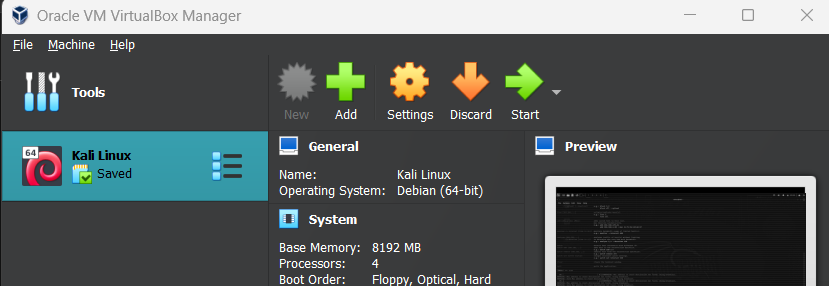 Oracle VM VirtualBox Manager
File Machine Help
Tools
New Add Settings Discard Start
64
Kali Linux
Saved
General
Name: Kali Linux
Operating System: Debian (64-bit)
System
Base Memory: 8192 MB
Processors: 4
Boot Order: Floppy, Optical, Hard
Preview